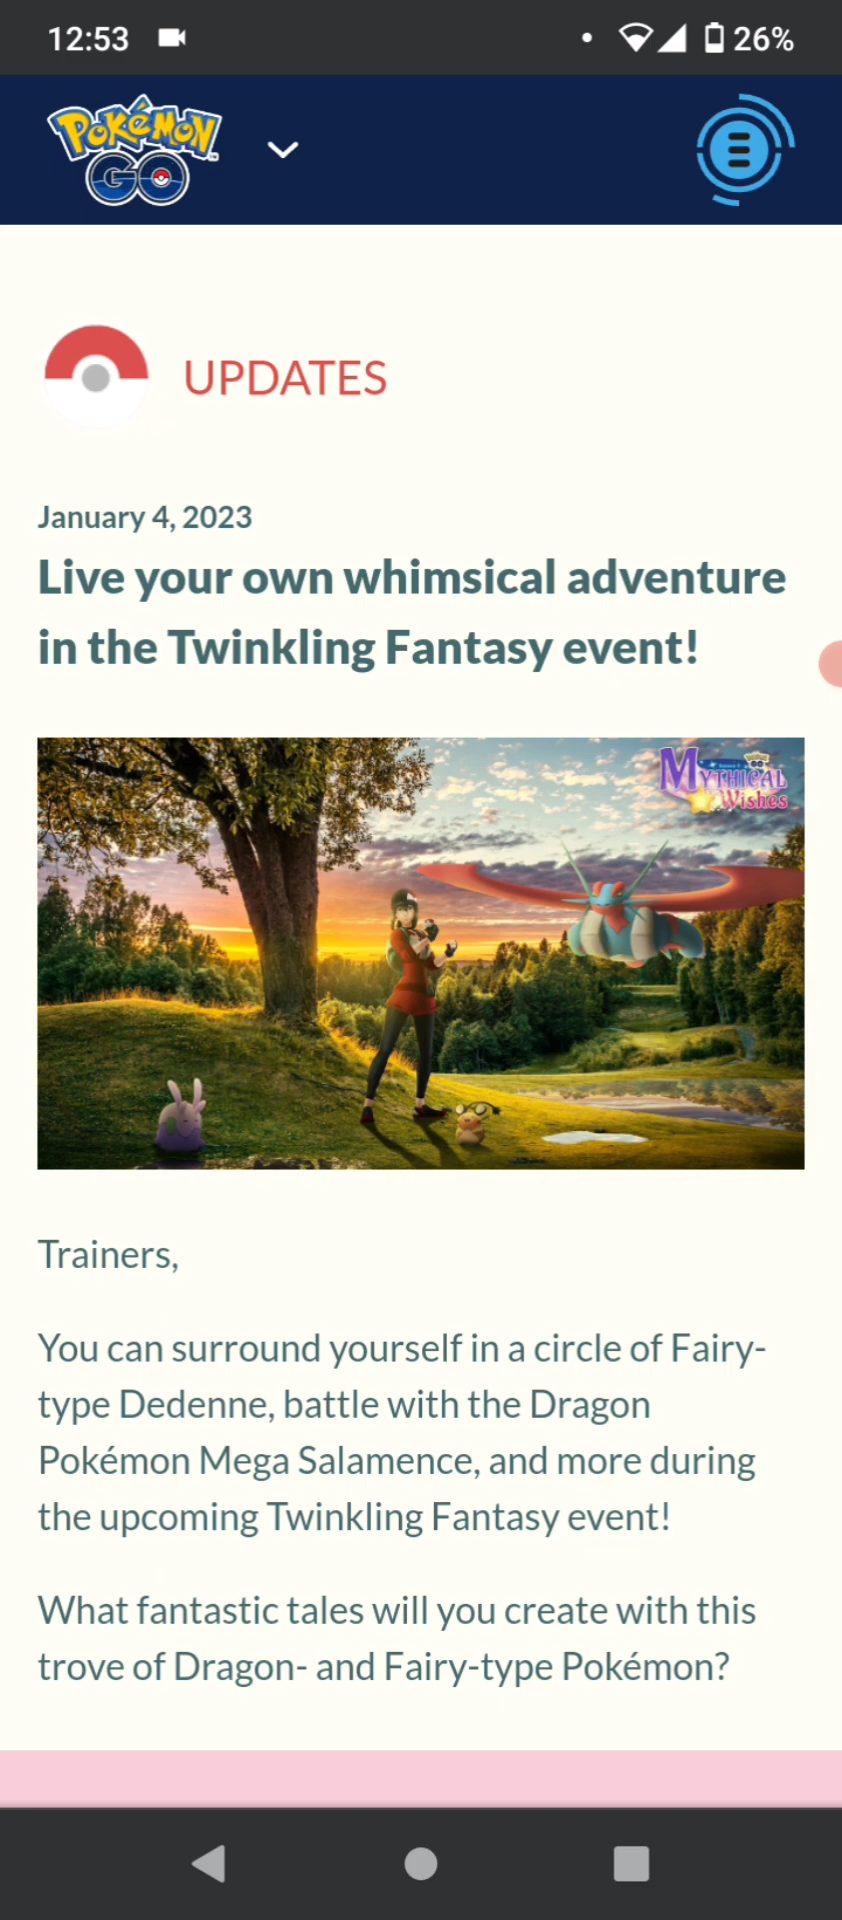 12:53
26%
POKÉMON
GO
UPDATES
January 4, 2023
Live your own whimsical adventure
in the Twinkling Fantasy event!
MYTHICAL
Wishes
Trainers,
You can surround yourself in a circle of Fairy-
type Dedenne, battle with the Dragon
Pokémon Mega Salamence, and more during
the upcoming Twinkling Fantasy event!
What fantastic tales will you create with this
trove of Dragon- and Fairy-type Pokémon?